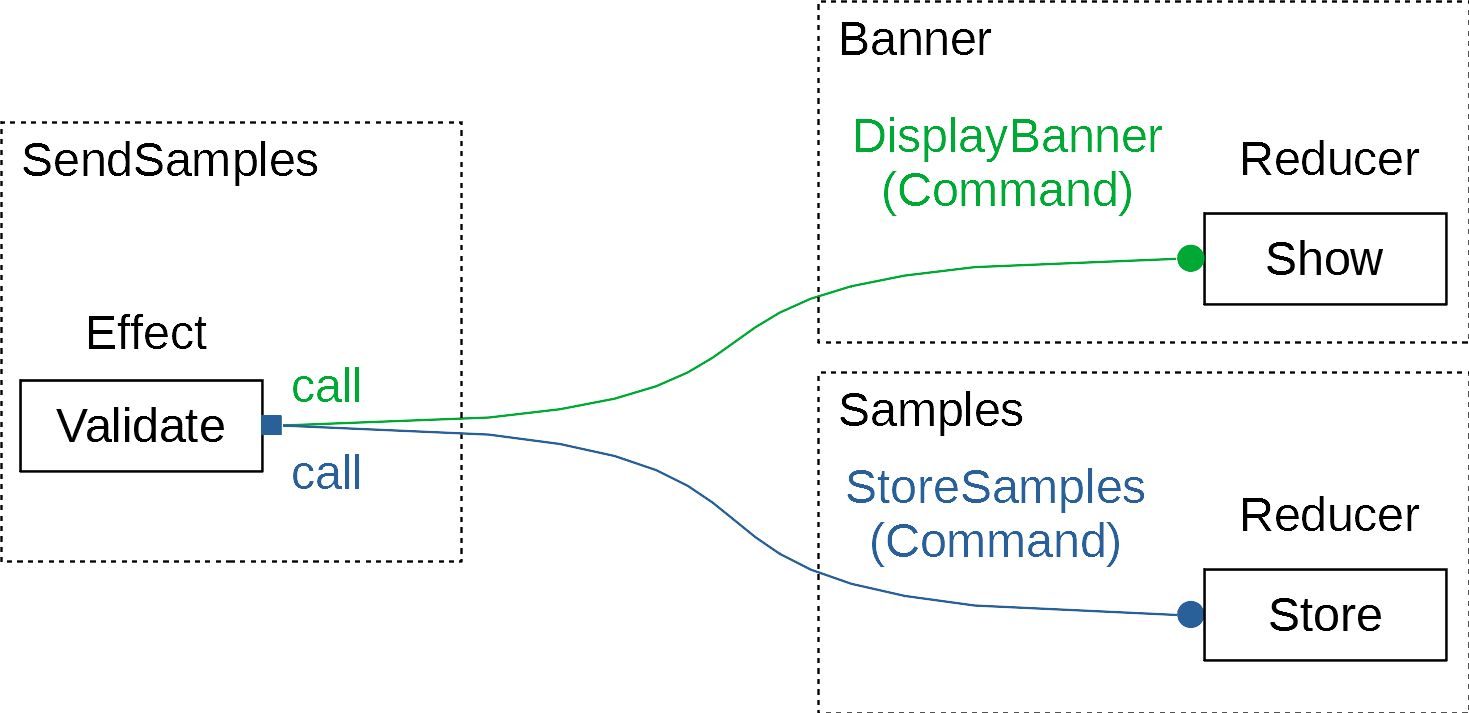 SendSamples
Effect
Validate
call
call
Banner
DisplayBanner
(Command)
Reducer
Show
Samples
StoreSamples
(Command)
Reducer
Store